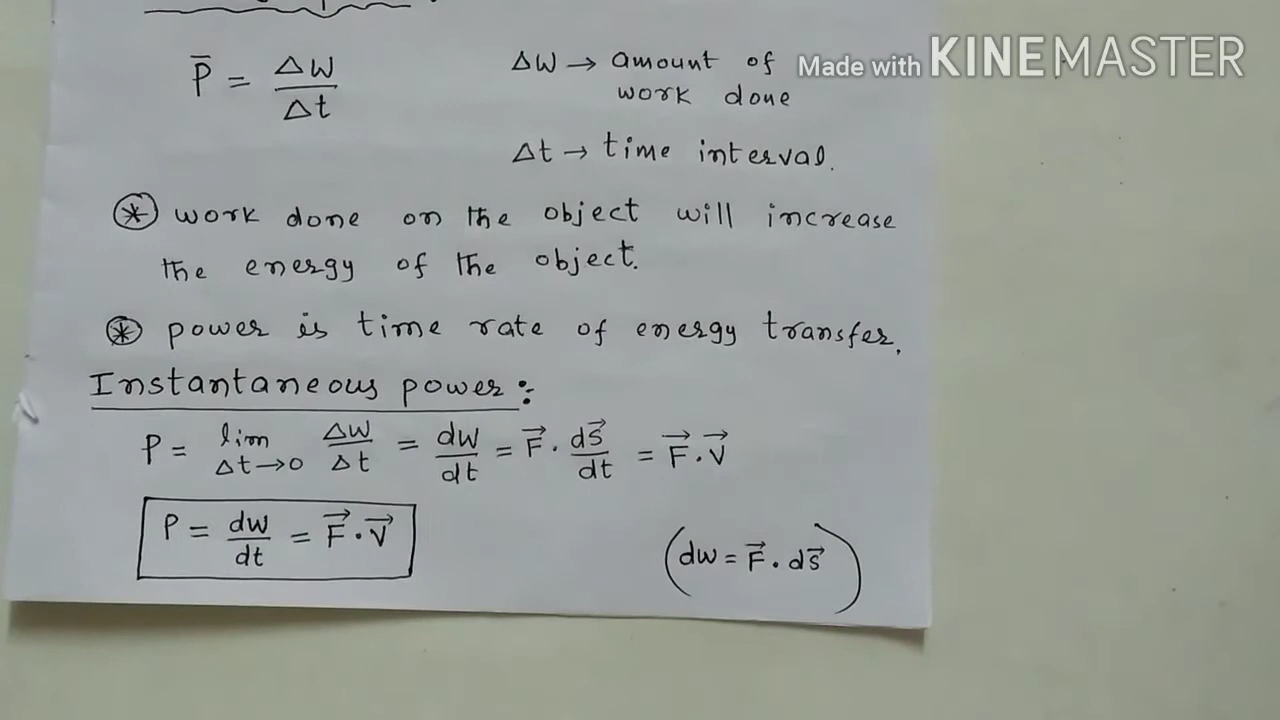 Made with KINEMASTER
P̄ = ΔW/Δt
ΔW → amount of
work done
Δt → time interval.
⊛ work done on the object will increase
the energy of the object.
⊛ power is time rate of energy transfer.
Instantaneous power:
P = lim Δt→0 ΔW/Δt = dw/dt = F⃗ . ds⃗/dt = F⃗ . V⃗
P = dw/dt = F⃗ . V⃗
(dw = F⃗ . ds⃗)